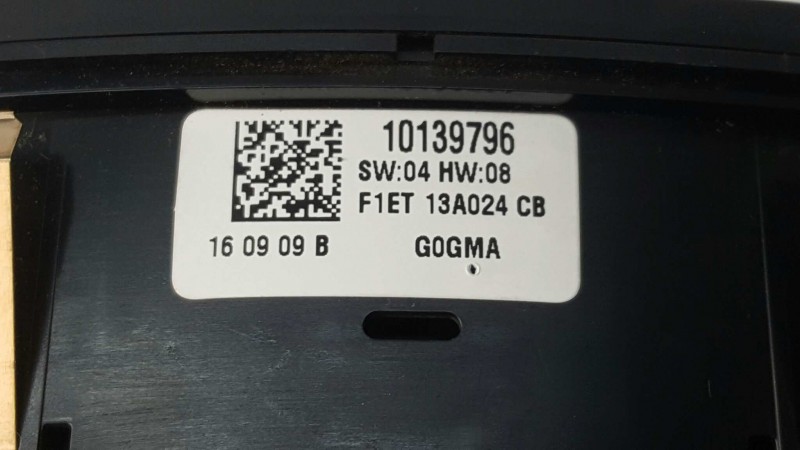 10139796
SW:04 HW:08
F1ET 13A024 CB
16 09 09 B G0GMA